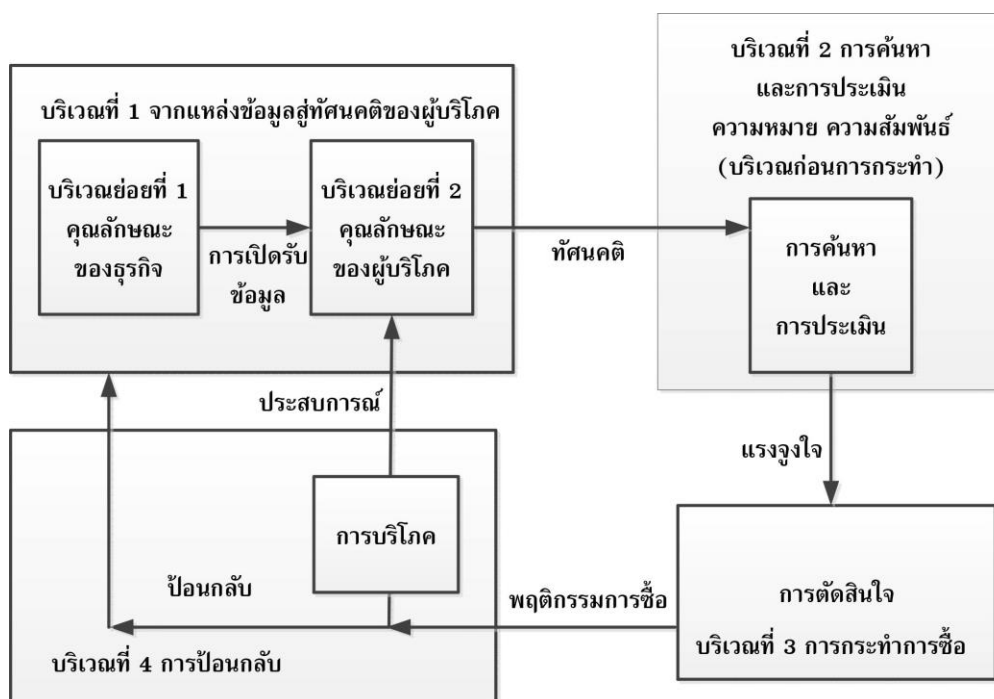 บริเวณที่ 1 จากแหล่งข้อมูลสู่ทัศนคติของผู้บริโภค
บริเวณย่อยที่ 1
คุณลักษณะ
ของธุรกิจ
การเปิดรับ
ข้อมูล
บริเวณย่อยที่ 2
คุณลักษณะ
ของผู้บริโภค
ทัศนคติ
บริเวณที่ 2 การค้นหา
และการประเมิน
ความหมาย ความสัมพันธ์
(บริเวณก่อนการกระทำ)
การค้นหา
และ
การประเมิน
แรงจูงใจ
การตัดสินใจ
บริเวณที่ 3 การกระทำการซื้อ
พฤติกรรมการซื้อ
ประสบการณ์
การบริโภค
ป้อนกลับ
บริเวณที่ 4 การป้อนกลับ